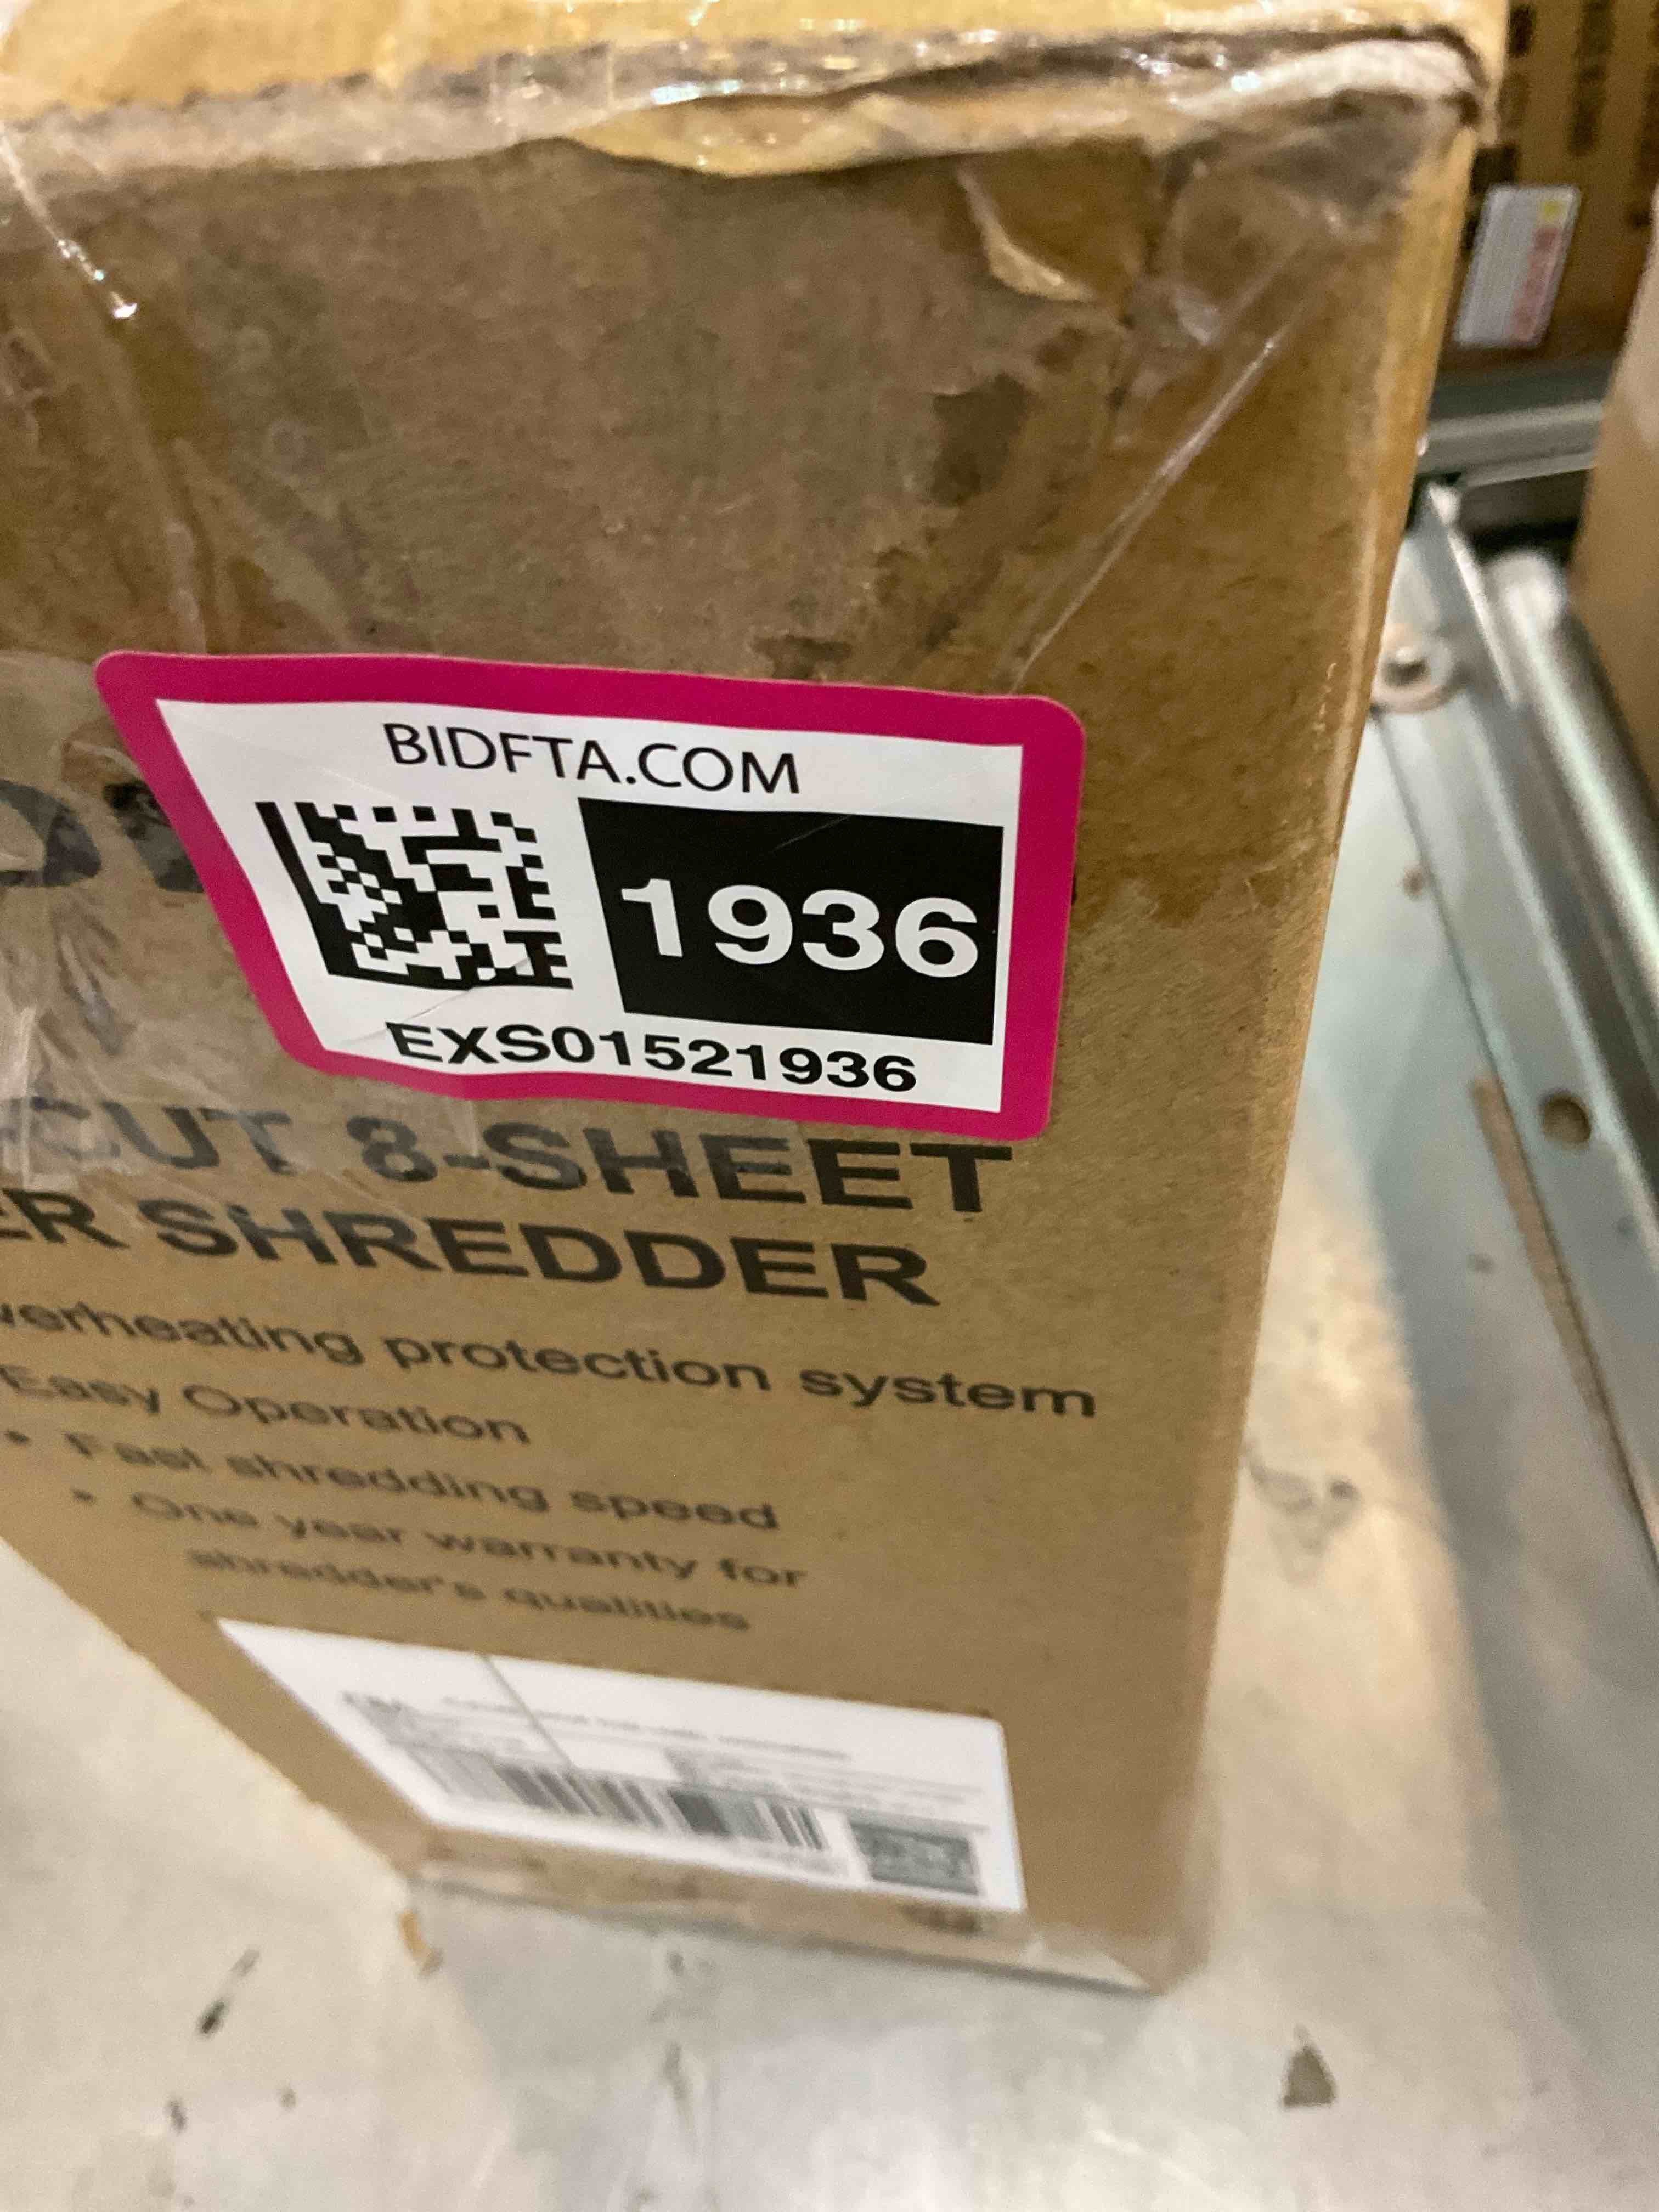 BIDFTA.COM
1936
EXS01521936
-CUT 8-SHEET
ER SHREDDER
verheating protection system
Easy Operation
• Fast shredding speed
• One year warranty for
shredder's qualities